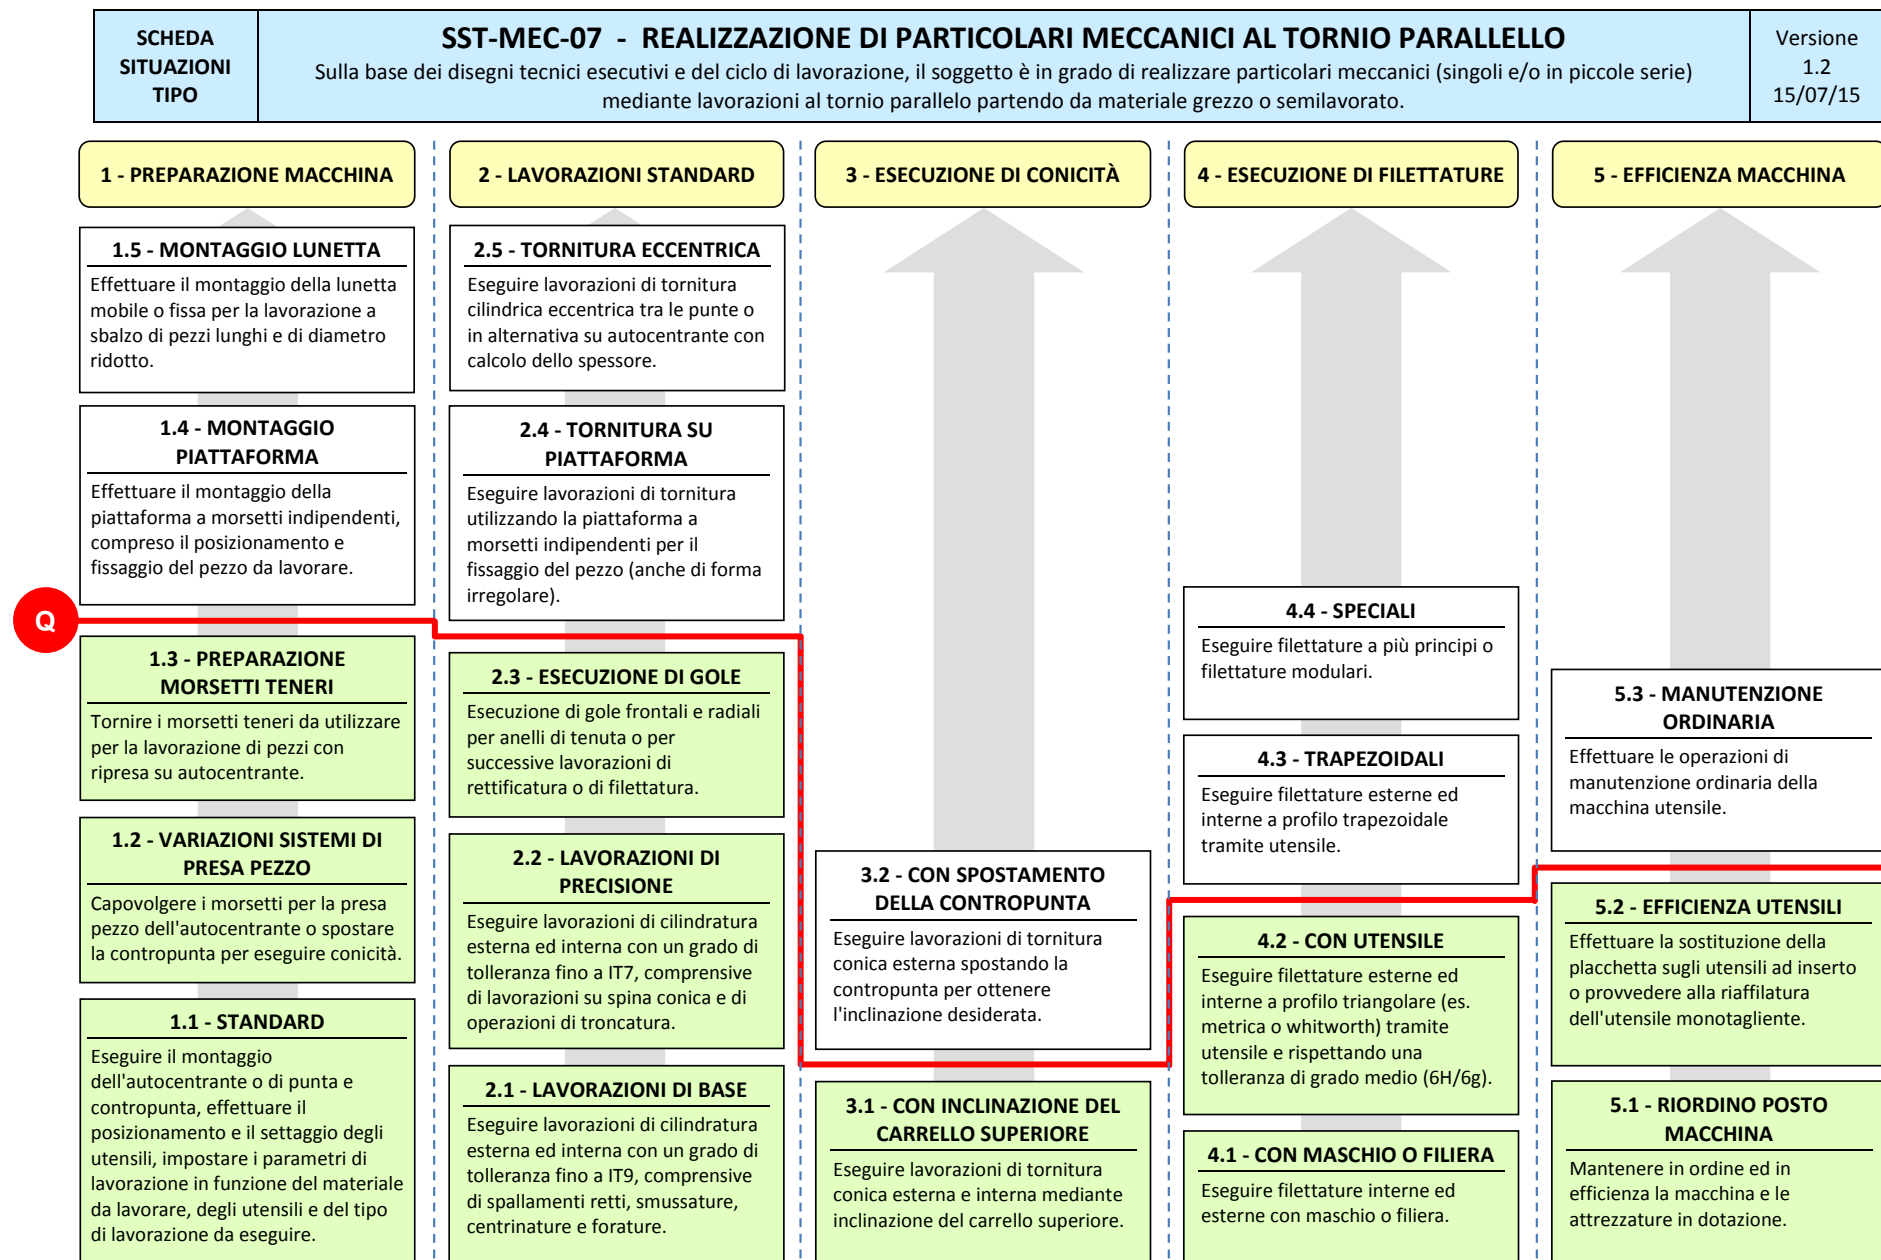 SCHEDA
SITUAZIONI
TIPO
SST-MEC-07 - REALIZZAZIONE DI PARTICOLARI MECCANICI AL TORNIO PARALLELLO
Sulla base dei disegni tecnici esecutivi e del ciclo di lavorazione, il soggetto è in grado di realizzare particolari meccanici (singoli e/o in piccole serie)
mediante lavorazioni al tornio parallelo partendo da materiale grezzo o semilavorato.
Versione
1.2
15/07/15
1 - PREPARAZIONE MACCHINA
1.5 - MONTAGGIO LUNETTA
Effettuare il montaggio della lunetta
mobile o fissa per la lavorazione a
sbalzo di pezzi lunghi e di diametro
ridotto.
1.4 - MONTAGGIO
PIATTAFORMA
Effettuare il montaggio della
piattaforma a morsetti indipendenti,
compreso il posizionamento e
fissaggio del pezzo da lavorare.
Q
1.3 - PREPARAZIONE
MORSETTI TENERI
Tornire i morsetti teneri da utilizzare
per la lavorazione di pezzi con
ripresa su autocentrante.
1.2 - VARIAZIONI SISTEMI DI
PRESA PEZZO
Capovolgere i morsetti per la presa
pezzo dell'autocentrante o spostare
la contropunta per eseguire conicità.
1.1 - STANDARD
Eseguire il montaggio
dell'autocentrante o di punta e
contropunta, effettuare il
posizionamento e il settaggio degli
utensili, impostare i parametri di
lavorazione in funzione del materiale
da lavorare, degli utensili e del tipo
di lavorazione da eseguire.
2 - LAVORAZIONI STANDARD
2.5 - TORNITURA ECCENTRICA
Eseguire lavorazioni di tornitura
cilindrica eccentrica tra le punte o
in alternativa su autocentrante con
calcolo dello spessore.
2.4 - TORNITURA SU
PIATTAFORMA
Eseguire lavorazioni di tornitura
utilizzando la piattaforma a
morsetti indipendenti per il
fissaggio del pezzo (anche di forma
irregolare).
2.3 - ESECUZIONE DI GOLE
Esecuzione di gole frontali e radiali
per anelli di tenuta o per
successive lavorazioni di
rettificatura o di filettatura.
2.2 - LAVORAZIONI DI
PRECISIONE
Eseguire lavorazioni di cilindratura
esterna ed interna con un grado di
tolleranza fino a IT7, comprensive
di lavorazioni su spina conica e di
operazioni di troncatura.
2.1 - LAVORAZIONI DI BASE
Eseguire lavorazioni di cilindratura
esterna ed interna con un grado di
tolleranza fino a IT9, comprensive
di spallamenti retti, smussature,
centrinature e forature.
3 - ESECUZIONE DI CONICITÀ
3.2 - CON SPOSTAMENTO
DELLA CONTROPUNTA
Eseguire lavorazioni di tornitura
conica esterna spostando la
contropunta per ottenere
l'inclinazione desiderata.
3.1 - CON INCLINAZIONE DEL
CARRELLO SUPERIORE
Eseguire lavorazioni di tornitura
conica esterna e interna mediante
inclinazione del carrello superiore.
4 - ESECUZIONE DI FILETTATURE
4.4 - SPECIALI
Eseguire filettature a più principi o
filettature modulari.
4.3 - TRAPEZOIDALI
Eseguire filettature esterne ed
interne a profilo trapezoidale
tramite utensile.
4.2 - CON UTENSILE
Eseguire filettature esterne ed
interne a profilo triangolare (es.
metrica o whitworth) tramite
utensile e rispettando una
tolleranza di grado medio (6H/6g).
4.1 - CON MASCHIO O FILIERA
Eseguire filettature interne ed
esterne con maschio o filiera.
5 - EFFICIENZA MACCHINA
5.3 - MANUTENZIONE
ORDINARIA
Effettuare le operazioni di
manutenzione ordinaria della
macchina utensile.
5.2 - EFFICIENZA UTENSILI
Effettuare la sostituzione della
placchetta sugli utensili ad inserto
o provvedere alla riaffilatura
dell'utensile monotagliente.
5.1 - RIORDINO POSTO
MACCHINA
Mantenere in ordine ed in
efficienza la macchina e le
attrezzature in dotazione.